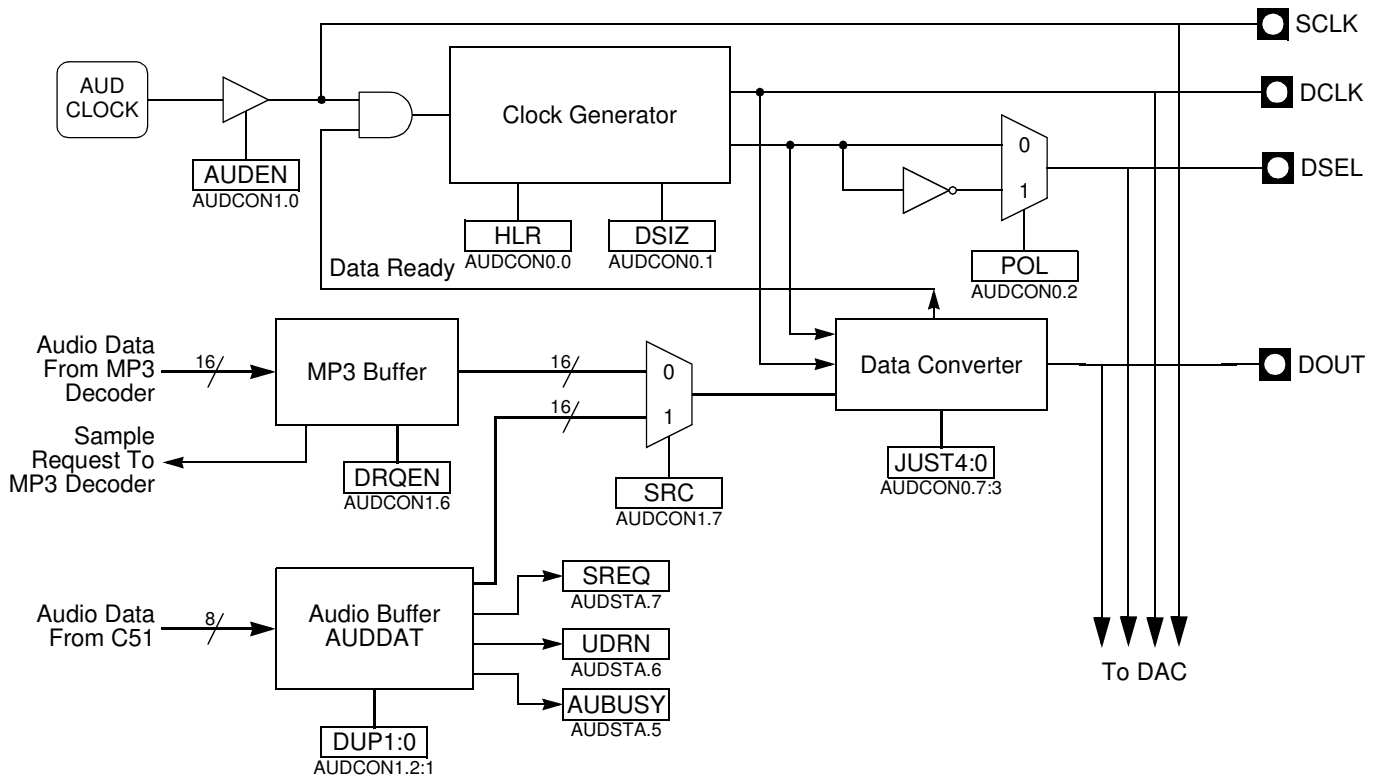 SCLK
AUD
CLOCK
Clock Generator
DCLK
0
1
DSEL
AUDEN
AUDCON1.0
HLR
AUDCON0.0
DSIZ
AUDCON0.1
POL
AUDCON0.2
Data Ready
Audio Data
From MP3
Decoder
16
MP3 Buffer
16
0
1
16
Data Converter
DOUT
Sample
Request To
MP3 Decoder
DRQEN
AUDCON1.6
SRC
AUDCON1.7
JUST4:0
AUDCON0.7:3
Audio Data
From C51
8
Audio Buffer
AUDDAT
SREQ
AUDSTA.7
UDRN
AUDSTA.6
AUBUSY
AUDSTA.5
To DAC
DUP1:0
AUDCON1.2:1